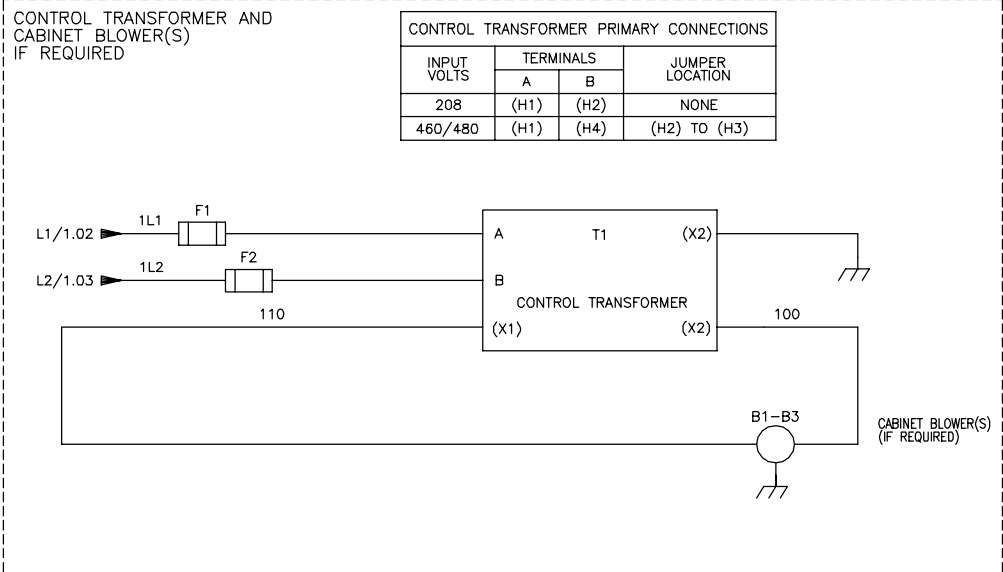 CONTROL TRANSFORMER AND
CABINET BLOWER(S)
IF REQUIRED
CONTROL TRANSFORMER PRIMARY CONNECTIONS
INPUT
VOLTS
TERMINALS
JUMPER
LOCATION
A
B
208
(H1)
(H2)
NONE
460/480
(H1)
(H4)
(H2) TO (H3)
F1
1L1
L1/1.02
A
T1
(X2)
F2
1L2
L2/1.03
B
CONTROL TRANSFORMER
110
(X1)
(X2)
100
B1-B3
CABINET BLOWER(S)
(IF REQUIRED)